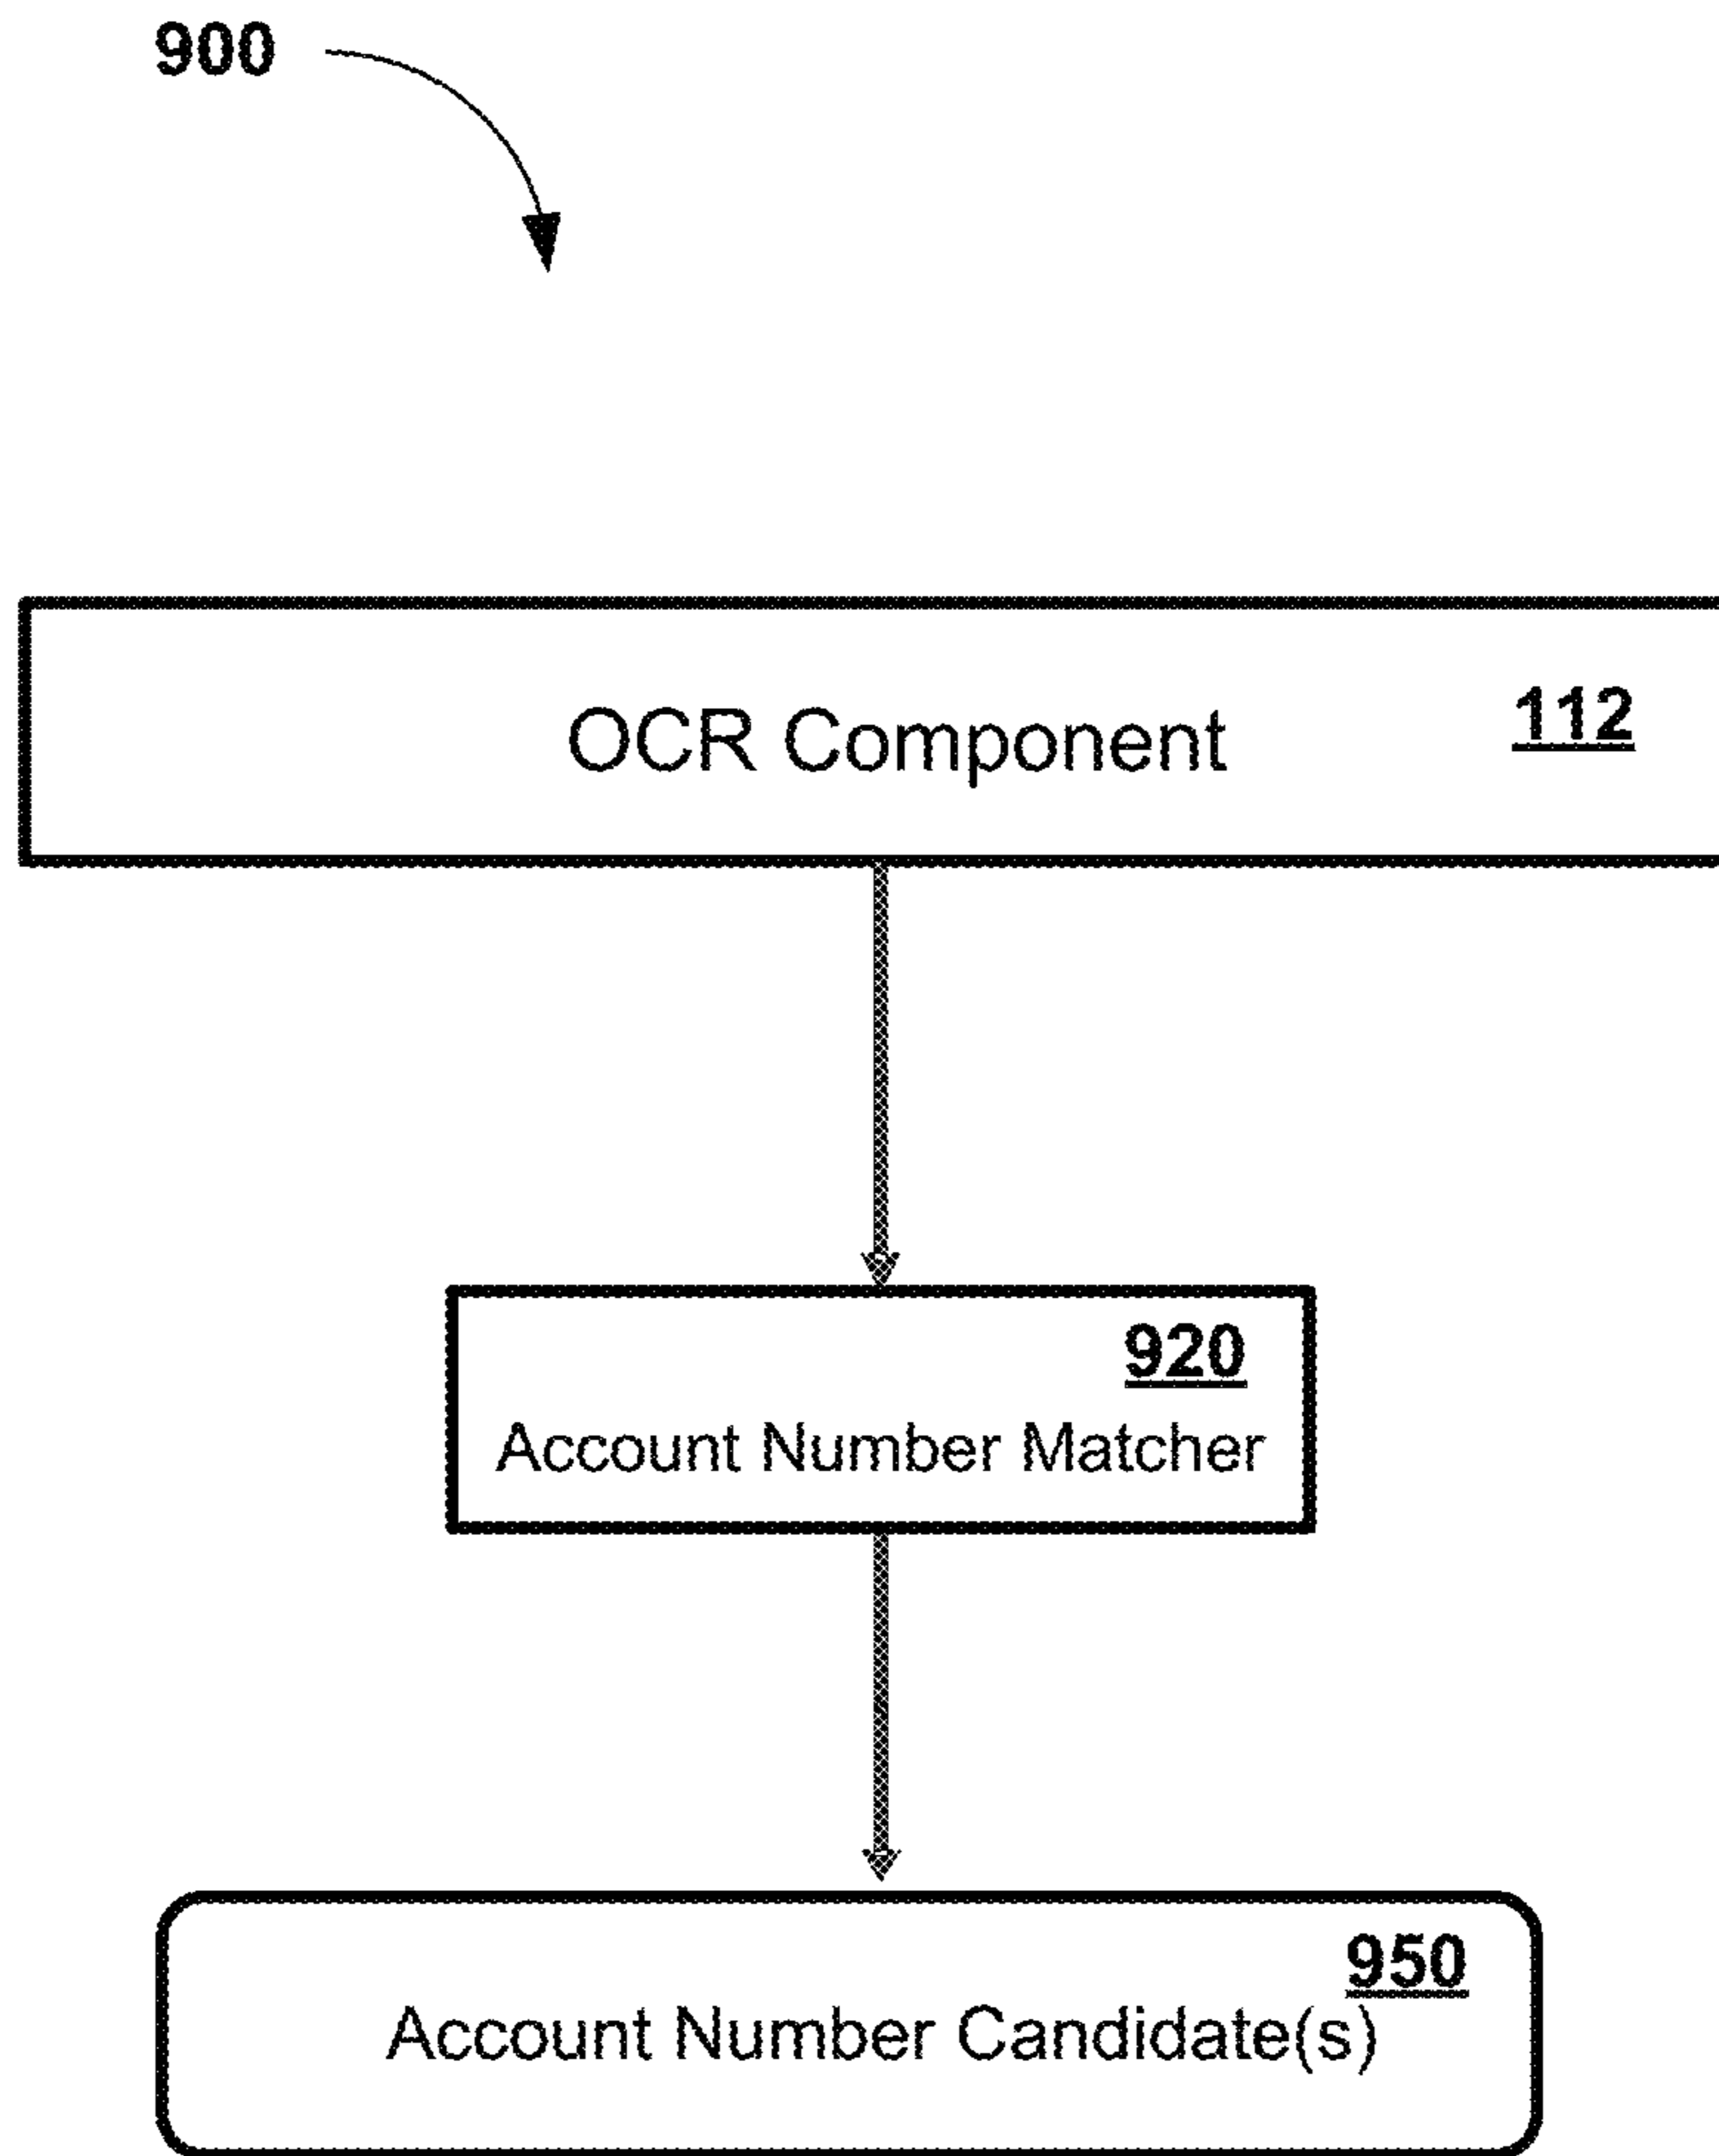 900
OCR Component
112
920
Account Number Matcher
950
Account Number Candidate(s)